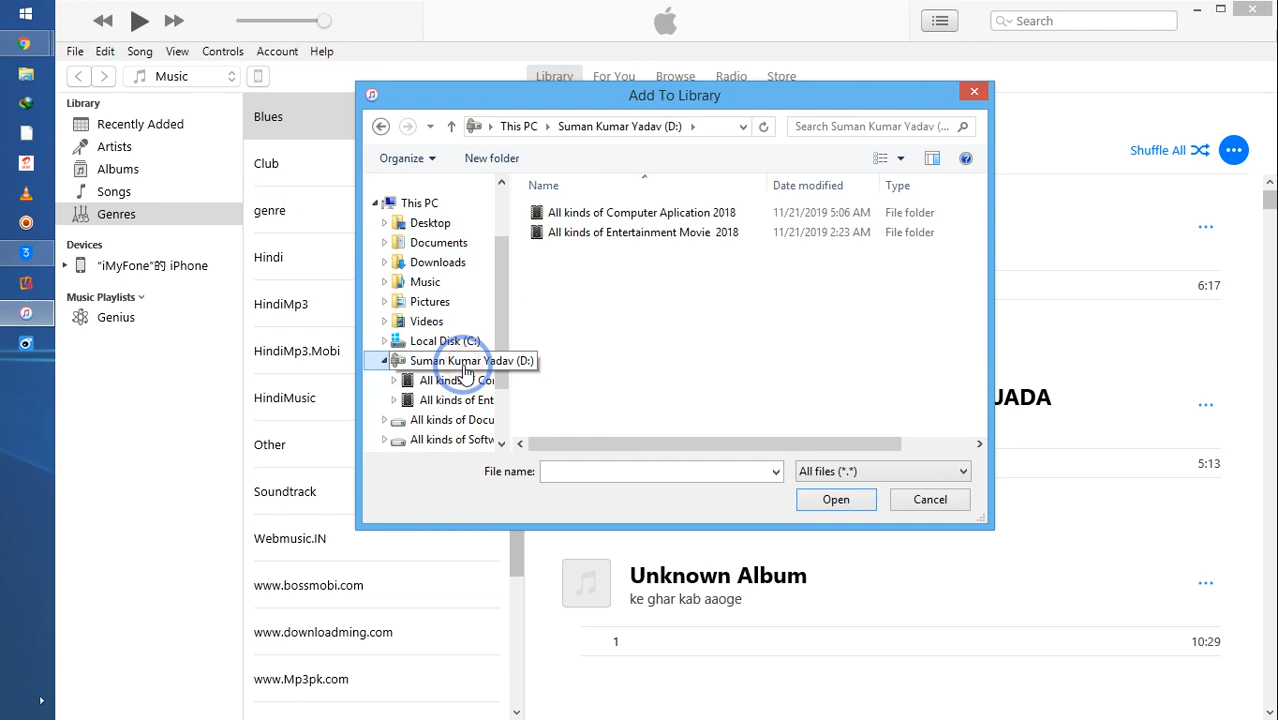 Search
File Edit Song View Controls Account Help
Music
Library For You Browse Radio Store
Library
Recently Added
Artists
Albums
Songs
Genres
Devices
“iMyFone”的 iPhone
Music Playlists
Genius
Blues
Club
genre
Hindi
HindiMp3
HindiMp3.Mobi
HindiMusic
Other
Soundtrack
Webmusic.IN
www.bossmobi.com
www.downloadming.com
www.Mp3pk.com
Add To Library
This PC Suman Kumar Yadav (D:)
Search Suman Kumar Yadav (...
Organize New folder
This PC
Desktop
Documents
Downloads
Music
Pictures
Videos
Local Disk (C:)
Suman Kumar Yadav (D:)
All kinds of Con
All kinds of Ent
All kinds of Docu
All kinds of Softw
Name Date modified Type
All kinds of Computer Aplication 2018 11/21/2019 5:06 AM File folder
All kinds of Entertainment Movie 2018 11/21/2019 2:23 AM File folder
File name:
All files (*.*)
Open Cancel
Shuffle All
6:17
UADA
5:13
Unknown Album
ke ghar kab aaoge
1 10:29